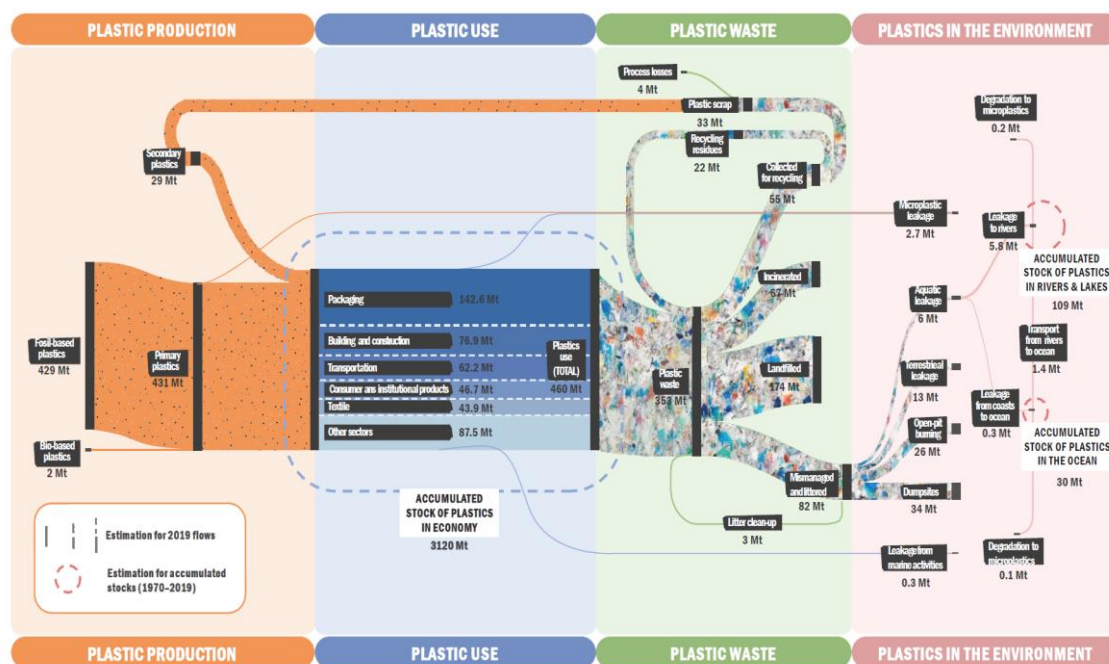 PLASTIC PRODUCTION
PLASTIC USE
PLASTIC WASTE
PLASTICS IN THE ENVIRONMENT
Process losses
4 Mt
Plastic scrap
33 Mt
Recycling
residues
22 Mt
Collected
for recycling
55 Mt
Degradation to
microplastics
0.2 Mt
Secondary
plastics
29 Mt
Microplastic
leakage
2.7 Mt
Leakage
to rivers
5.8 Mt
ACCUMULATED
STOCK OF PLASTICS
IN RIVERS & LAKES
109 Mt
Packaging
142.6 Mt
Incinerated
67 Mt
Aquatic
leakage
6 Mt
Fosil-based
plastics
429 Mt
Primary
plastics
431 Mt
Building and construction
76.9 Mt
Transportation
62.2 Mt
Consumer ans institutional products
46.7 Mt
Textile
43.9 Mt
Other sectors
87.5 Mt
Plastics
use
(TOTAL)
460 Mt
Plastic
waste
353 Mt
Landfilled
174 Mt
Terrestrieal
leakage
13 Mt
Transport
from rivers
to ocean
1.4 Mt
Leakage
from coasts
to ocean
0.3 Mt
Open-pit
burning
26 Mt
ACCUMULATED
STOCK OF PLASTICS
IN THE OCEAN
30 Mt
Bio-based
plastics
2 Mt
Mismanaged
and littered
82 Mt
Dumpsites
34 Mt
ACCUMULATED
STOCK OF PLASTICS
IN ECONOMY
3120 Mt
Litter clean-up
3 Mt
Leakage from
marine activities
0.3 Mt
Degradation to
microplastics
0.1 Mt
Estimation for 2019 flows
Estimation for accumulated
stocks (1970–2019)
PLASTIC PRODUCTION
PLASTIC USE
PLASTIC WASTE
PLASTICS IN THE ENVIRONMENT